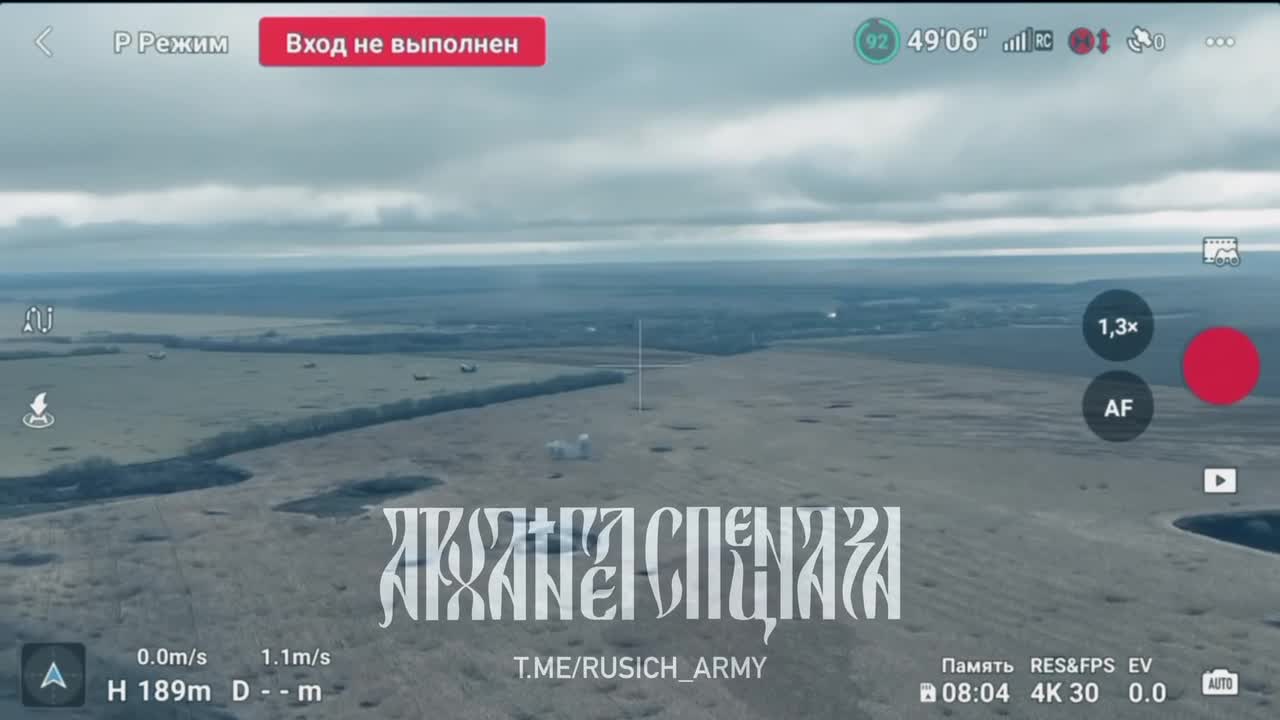 Р Режим
Вход не выполнен
92
49'06"
RC
0
1,3×
AF
АРХАНГЕЛ СПЕЦНАЗА
T.ME/RUSICH_ARMY
0.0m/s 1.1m/s
H 189m D - - m
Память RES&FPS EV
08:04 4K 30 0.0
AUTO